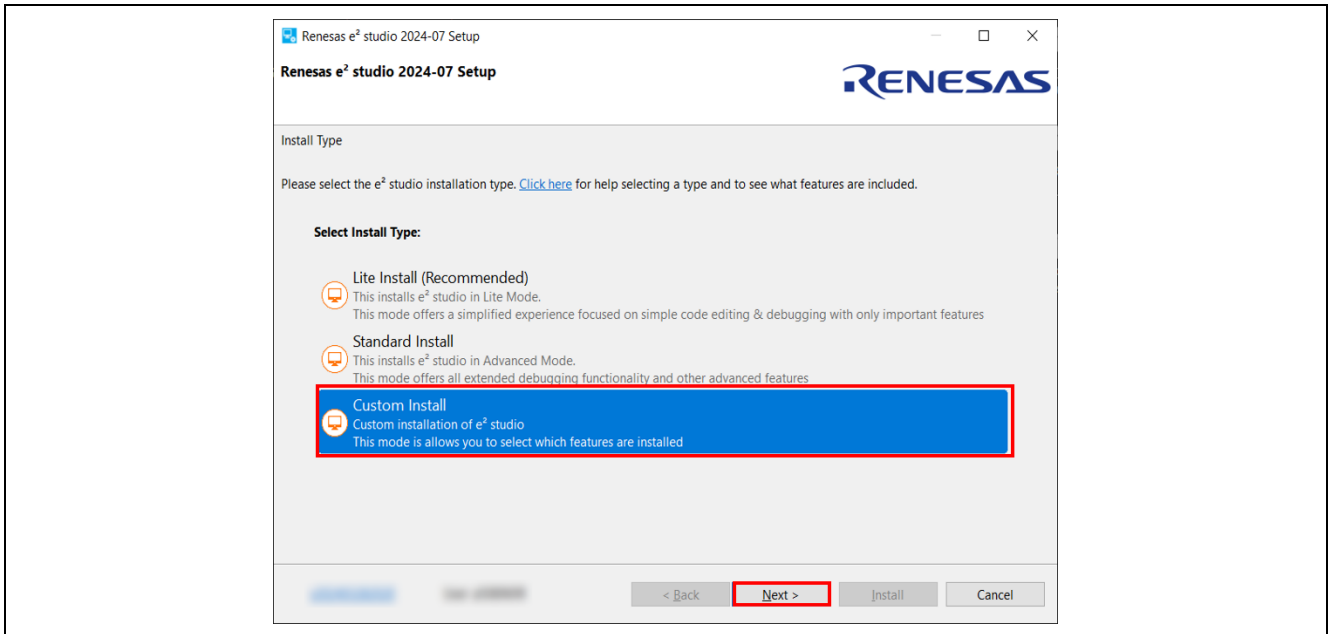 Renesas e² studio 2024-07 Setup
Renesas e² studio 2024-07 Setup
RENESAS
Install Type
Please select the e² studio installation type. Click here for help selecting a type and to see what features are included.
Select Install Type:
Lite Install (Recommended)
This installs e² studio in Lite Mode.
This mode offers a simplified experience focused on simple code editing & debugging with only important features
Standard Install
This installs e² studio in Advanced Mode.
This mode offers all extended debugging functionality and other advanced features
Custom Install
Custom installation of e² studio
This mode is allows you to select which features are installed
< Back Next > Install Cancel